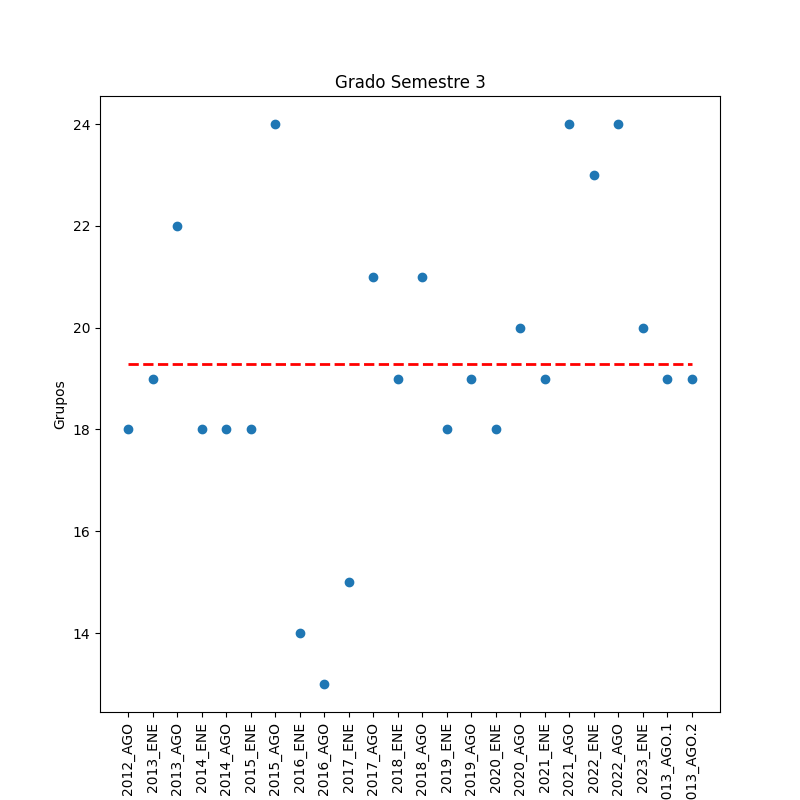 Grado Semestre 3
24
22
20
18
16
14
Grupos
2012_AGO
2013_ENE
2013_AGO
2014_ENE
2014_AGO
2015_ENE
2015_AGO
2016_ENE
2016_AGO
2017_ENE
2017_AGO
2018_ENE
2018_AGO
2019_ENE
2019_AGO
2020_ENE
2020_AGO
2021_ENE
2021_AGO
2022_ENE
2022_AGO
2023_ENE
013_AGO.1
013_AGO.2